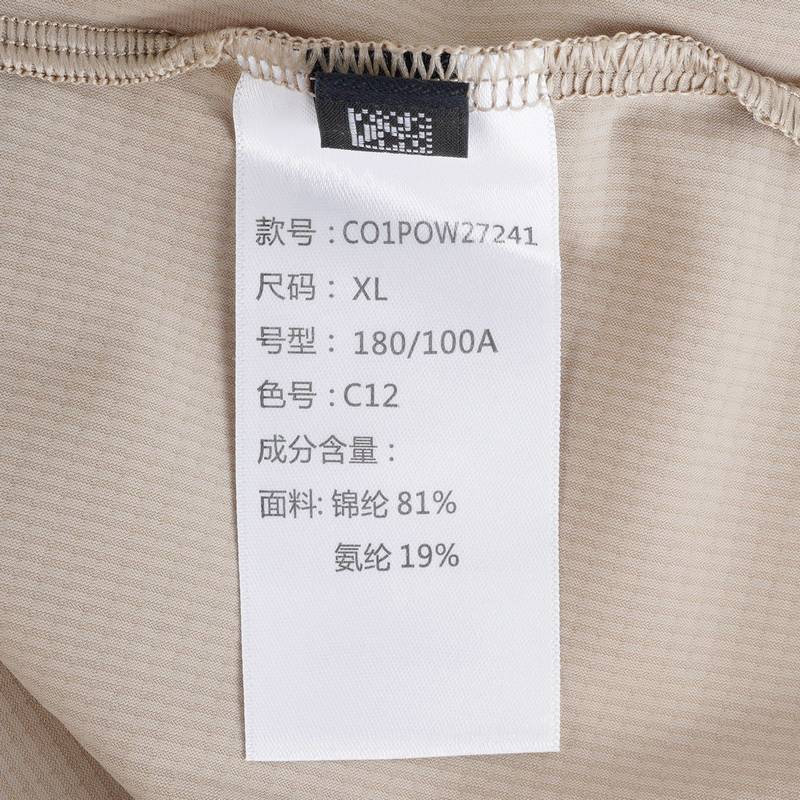 款号：CO1POW27241
尺码：XL
号型：180/100A
色号：C12
成分含量：
面料: 锦纶 81%
氨纶 19%